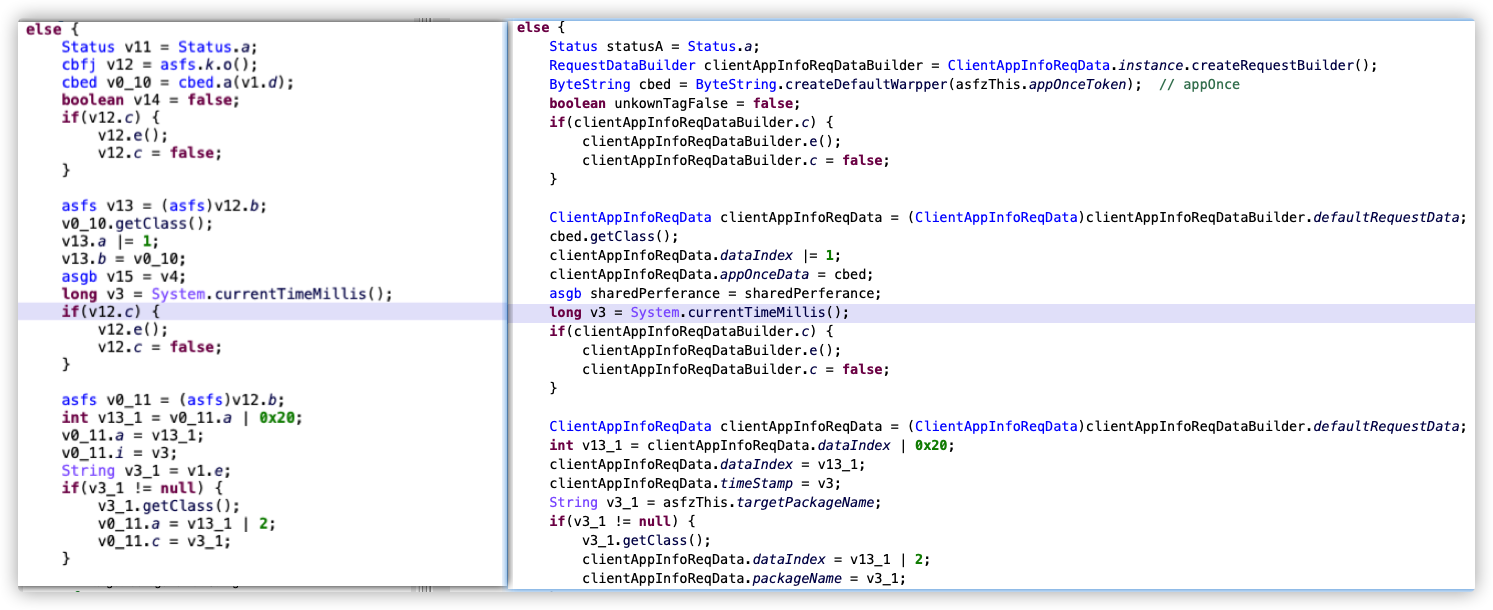 else {
Status v11 = Status.a;
cbfj v12 = asfs.k.o();
cbed v0_10 = cbed.a(v1.d);
boolean v14 = false;
if(v12.c) {
v12.e();
v12.c = false;
}
asfs v13 = (asfs)v12.b;
v0_10.getClass();
v13.a |= 1;
v13.b = v0_10;
asgb v15 = v4;
long v3 = System.currentTimeMillis();
if(v12.c) {
v12.e();
v12.c = false;
}
asfs v0_11 = (asfs)v12.b;
int v13_1 = v0_11.a | 0x20;
v0_11.a = v13_1;
v0_11.i = v3;
String v3_1 = v1.e;
if(v3_1 != null) {
v3_1.getClass();
v0_11.a = v13_1 | 2;
v0_11.c = v3_1;
}
else {
Status statusA = Status.a;
RequestDataBuilder clientAppInfoReqDataBuilder = ClientAppInfoReqData.instance.createRequestBuilder();
ByteString cbed = ByteString.createDefaultWarpper(asfzThis.appOnceToken);  // appOnce
boolean unkownTagFalse = false;
if(clientAppInfoReqDataBuilder.c) {
clientAppInfoReqDataBuilder.e();
clientAppInfoReqDataBuilder.c = false;
}
ClientAppInfoReqData clientAppInfoReqData = (ClientAppInfoReqData)clientAppInfoReqDataBuilder.defaultRequestData;
cbed.getClass();
clientAppInfoReqData.dataIndex |= 1;
clientAppInfoReqData.appOnceData = cbed;
asgb sharedPerferance = sharedPerferance;
long v3 = System.currentTimeMillis();
if(clientAppInfoReqDataBuilder.c) {
clientAppInfoReqDataBuilder.e();
clientAppInfoReqDataBuilder.c = false;
}
ClientAppInfoReqData clientAppInfoReqData = (ClientAppInfoReqData)clientAppInfoReqDataBuilder.defaultRequestData;
int v13_1 = clientAppInfoReqData.dataIndex | 0x20;
clientAppInfoReqData.dataIndex = v13_1;
clientAppInfoReqData.timeStamp = v3;
String v3_1 = asfzThis.targetPackageName;
if(v3_1 != null) {
v3_1.getClass();
clientAppInfoReqData.dataIndex = v13_1 | 2;
clientAppInfoReqData.packageName = v3_1;